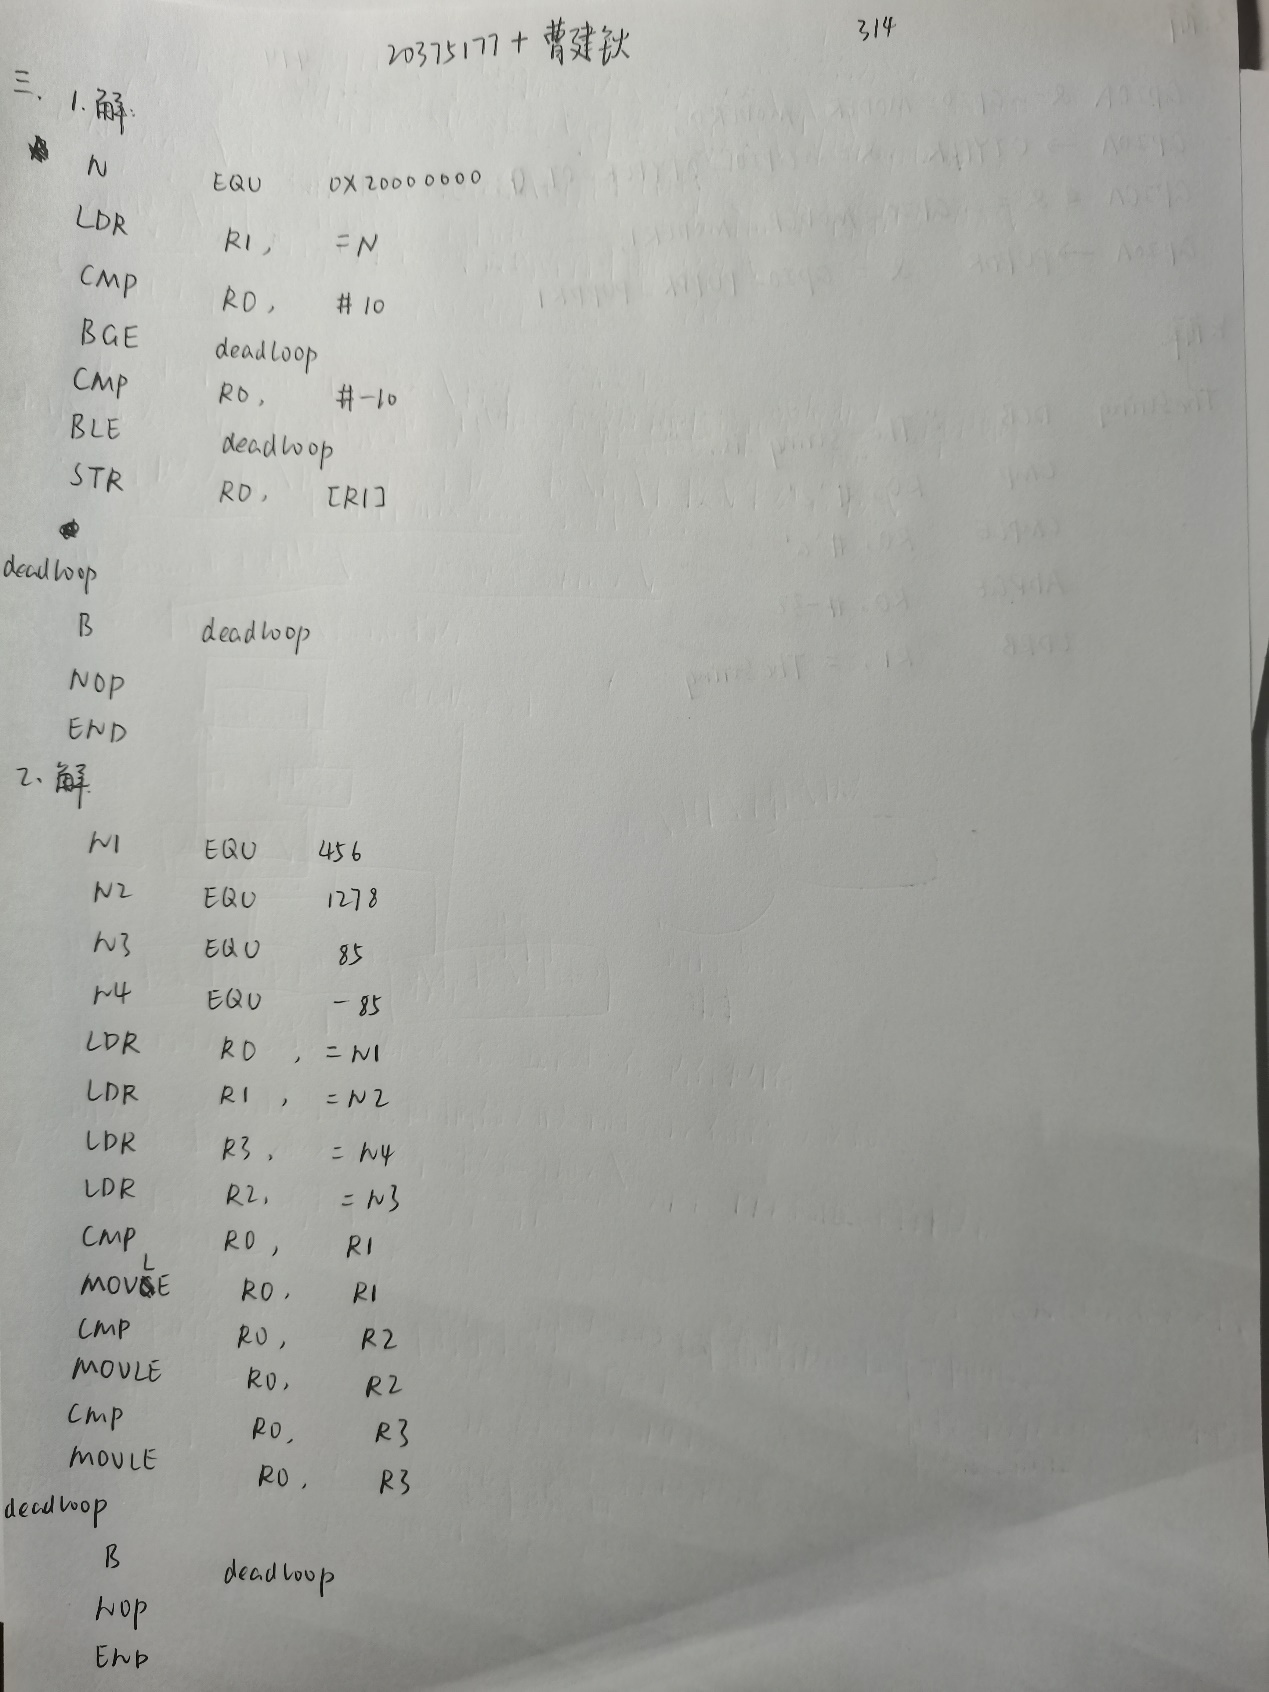 20375177+曹建钬 314
三、1.解:
N EQU 0X20000000
LDR R1, =N
CMP R0, #10
BGE deadloop
CMP R0, #-10
BLE deadloop
STR R0, [R1]
deadloop
B deadloop
NOP
END
2、解
N1 EQU 456
N2 EQU 1278
N3 EQU 85
N4 EQU -85
LDR R0, =N1
LDR R1, =N2
LDR R3, =N4
LDR R2, =N3
CMP R0, R1
MOVLE R0, R1
CMP R0, R2
MOVLE R0, R2
CMP R0, R3
MOVLE R0, R3
deadloop
B deadloop
NOP
END